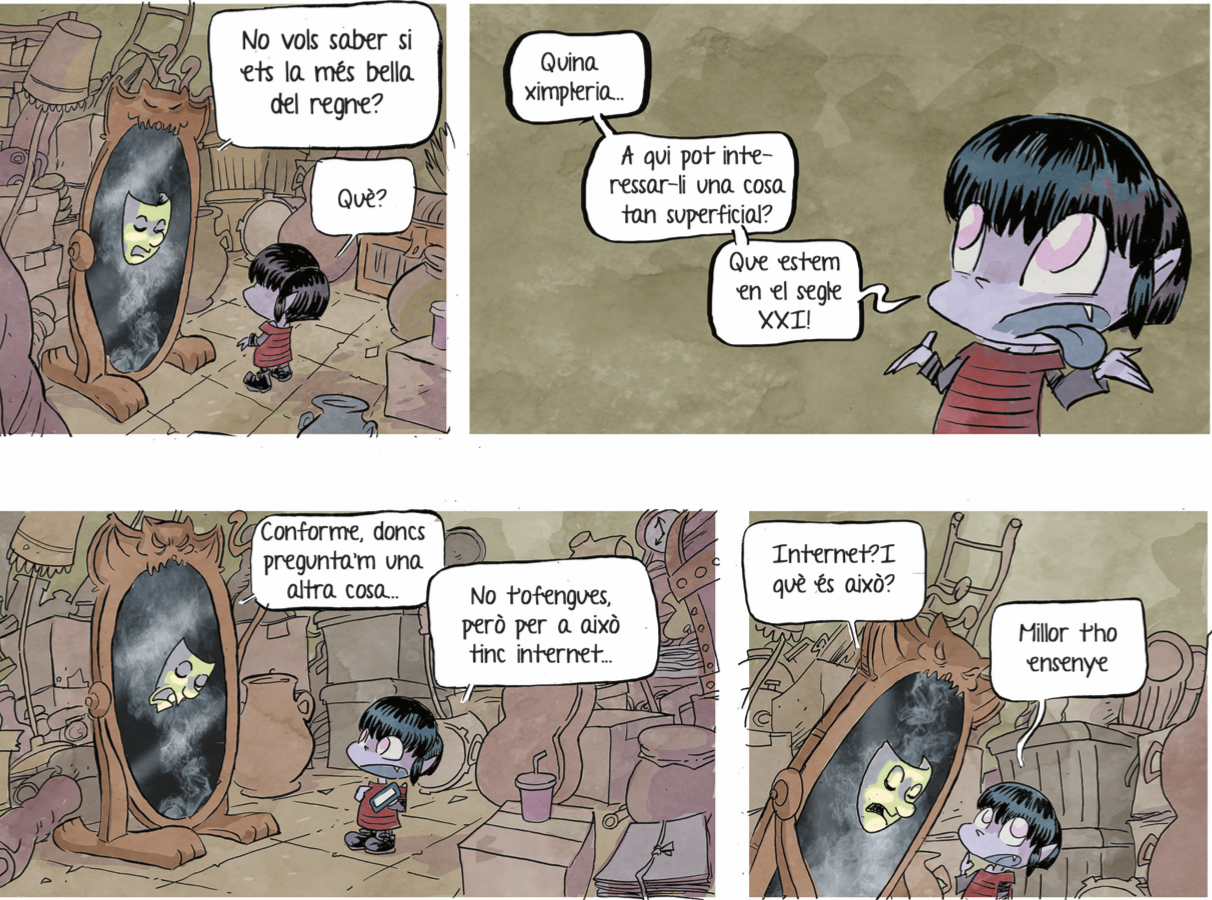 No vols saber si
ets la més bella
del regne?
Què?
Quina
ximpleria...
A qui pot inte-
ressar-li una cosa
tan superficial?
Que estem
en el segle
XXI!
Conforme, doncs
pregunta'm una
altra cosa...
No t'ofengues,
però per a això
tinc internet...
Internet?I
què és això?
Millor t'ho
ensenye